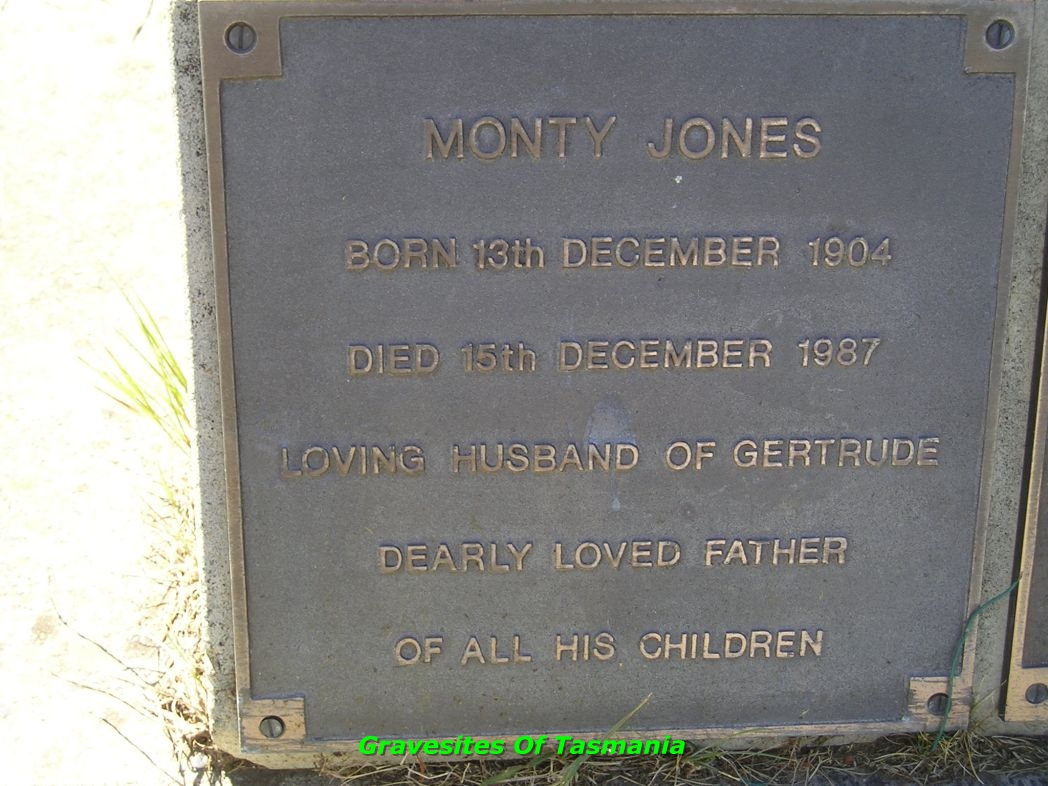 MONTY JONES
BORN 13th DECEMBER 1904
DIED 15th DECEMBER 1987
LOVING HUSBAND OF GERTRUDE
DEARLY LOVED FATHER
OF ALL HIS CHILDREN
Gravesites Of Tasmania